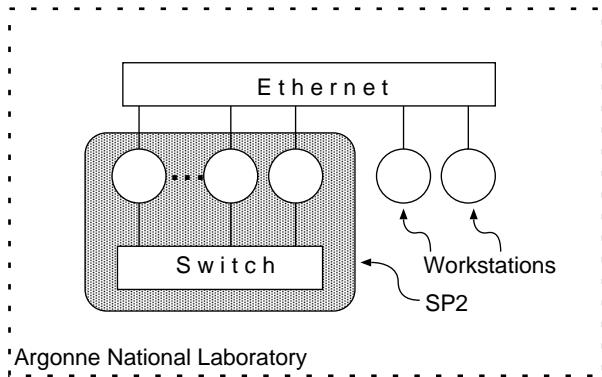 Ethernet
Switch
Workstations
SP2
Argonne National Laboratory